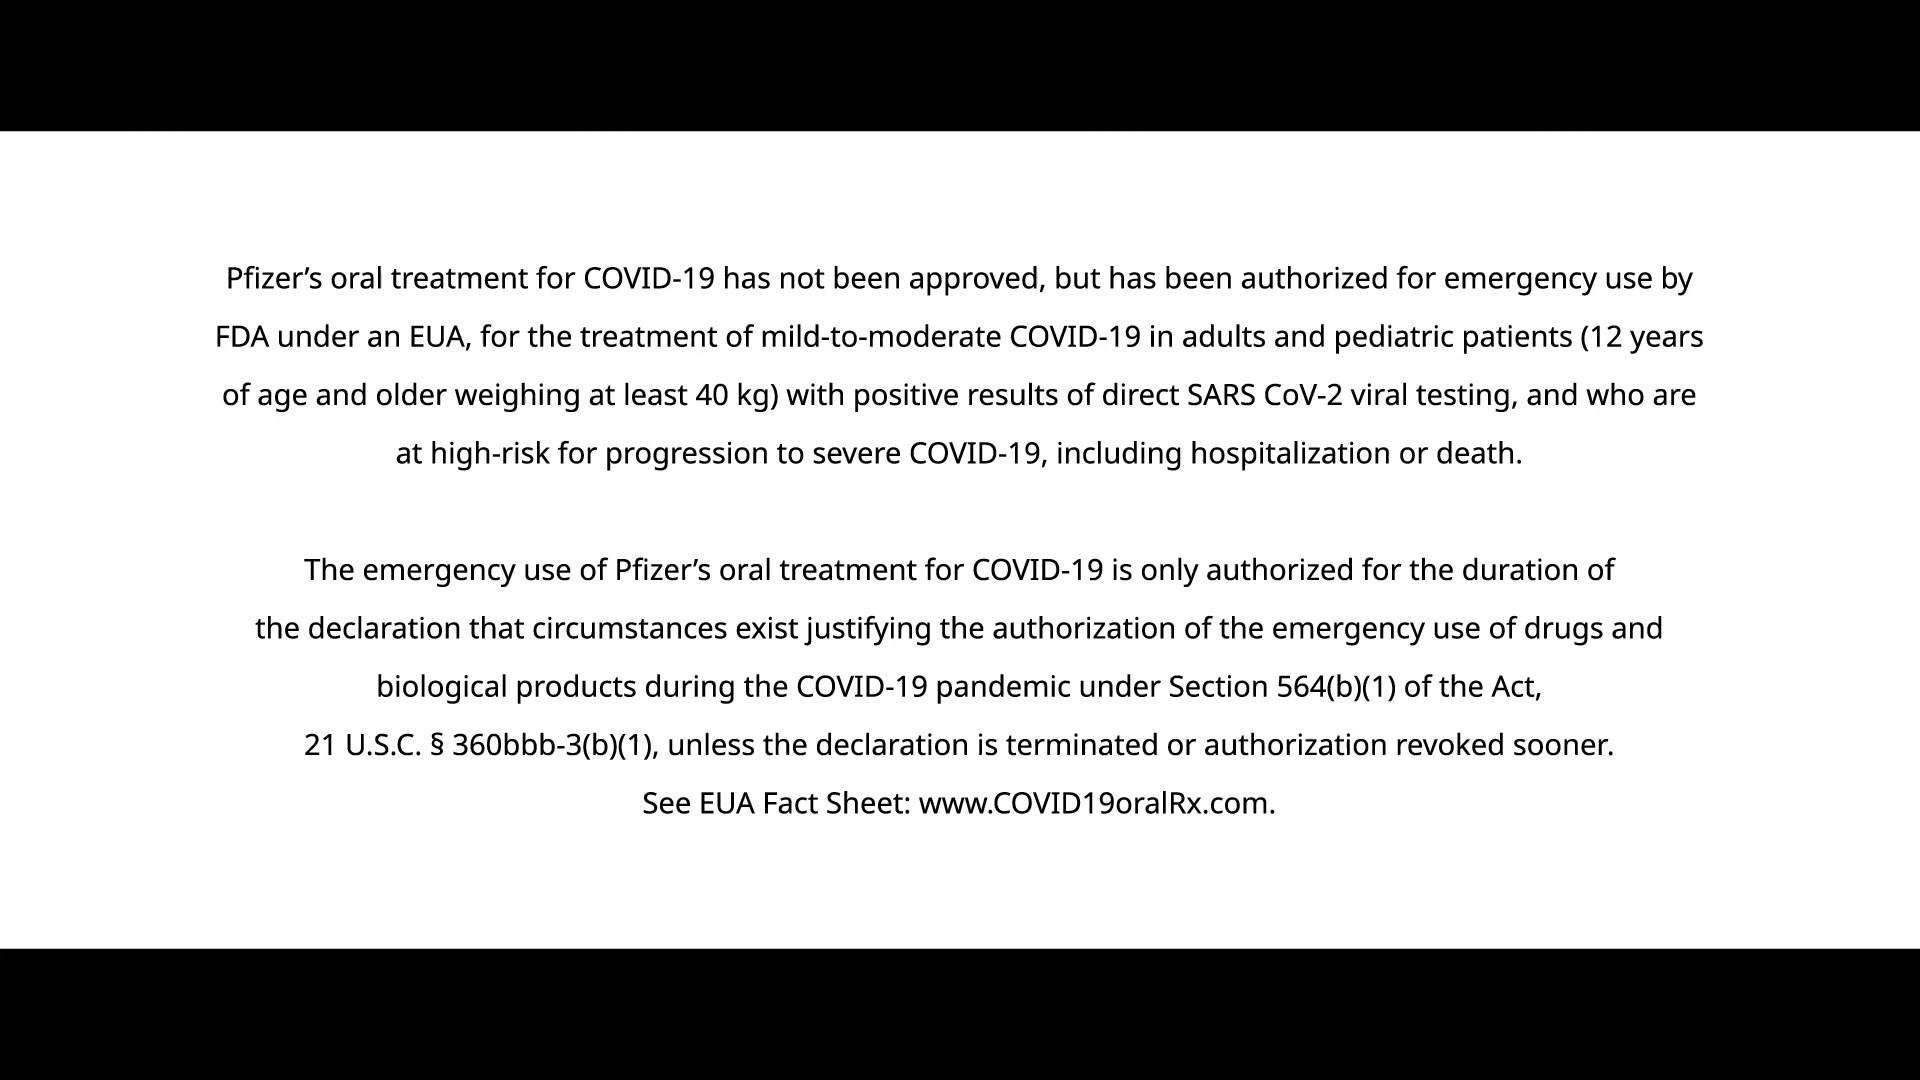 Pfizer’s oral treatment for COVID-19 has not been approved, but has been authorized for emergency use by
FDA under an EUA, for the treatment of mild-to-moderate COVID-19 in adults and pediatric patients (12 years
of age and older weighing at least 40 kg) with positive results of direct SARS CoV-2 viral testing, and who are
at high-risk for progression to severe COVID-19, including hospitalization or death.
The emergency use of Pfizer’s oral treatment for COVID-19 is only authorized for the duration of
the declaration that circumstances exist justifying the authorization of the emergency use of drugs and
biological products during the COVID-19 pandemic under Section 564(b)(1) of the Act,
21 U.S.C. § 360bbb-3(b)(1), unless the declaration is terminated or authorization revoked sooner.
See EUA Fact Sheet: www.COVID19oralRx.com.